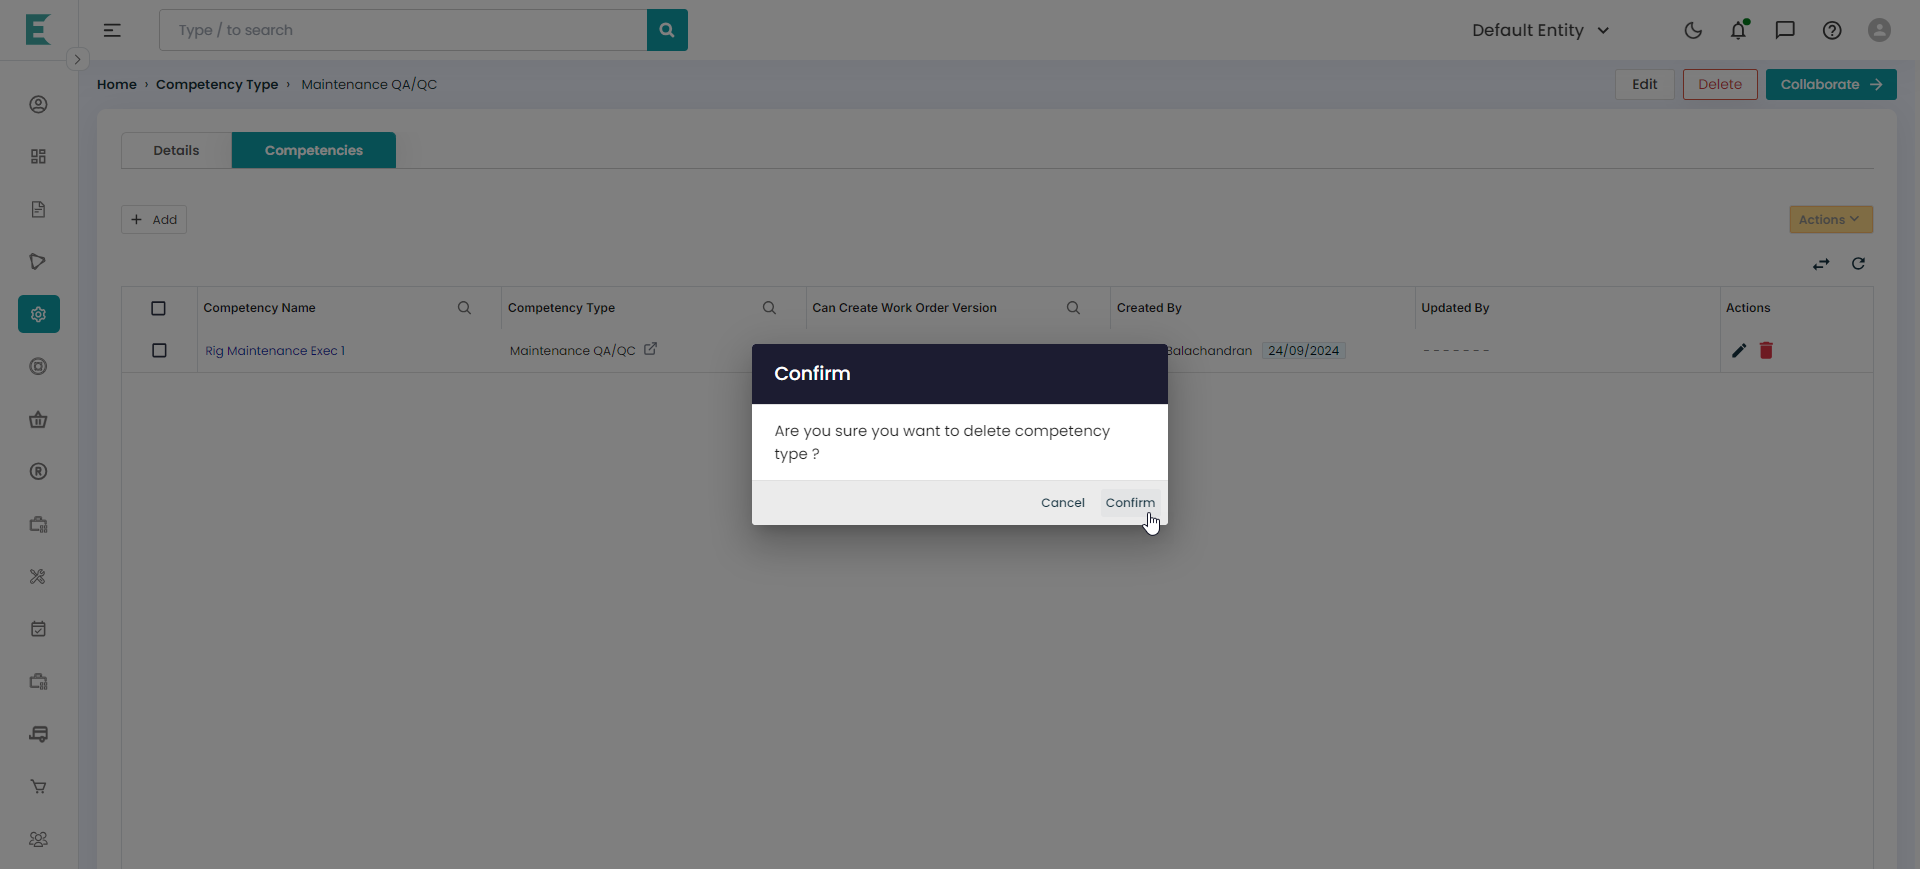 Type / to search
Default Entity
Home › Competency Type › Maintenance QA/QC
Edit
Delete
Collaborate
Details
Competencies
+ Add
Actions
Competency Name
Competency Type
Can Create Work Order Version
Created By
Updated By
Actions
Rig Maintenance Exec 1
Maintenance QA/QC
Balachandran
24/09/2024
-------
Confirm
Are you sure you want to delete competency
type ?
Cancel
Confirm